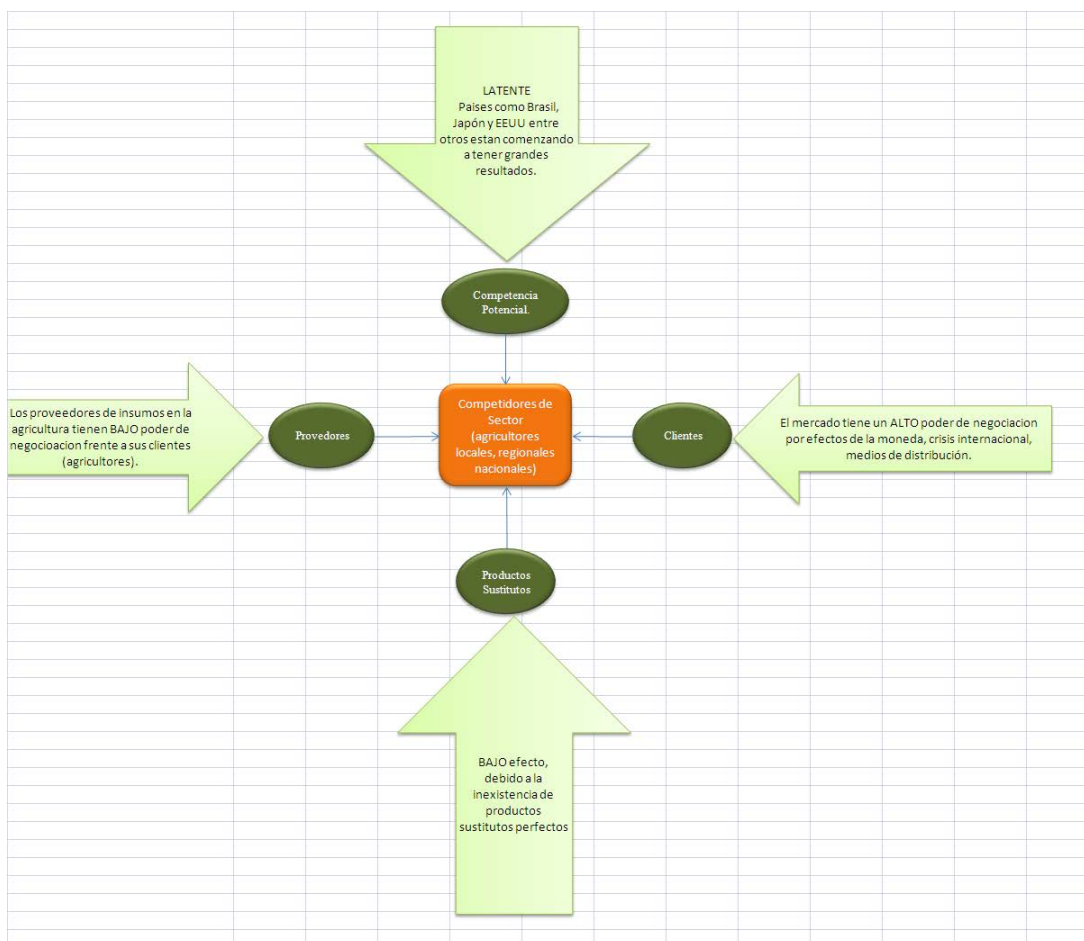 LATENTE
Paises como Brasil,
Japón y EEUU entre
otros estan comenzando
a tener grandes
resultados.
Competencia
Potencial.
Los proveedores de insumos en la
agricultura tienen BAJO poder de
negocioacion frente a sus clientes
(agricultores).
Provedores
Competidores de
Sector
(agricultores
locales, regionales
nacionales)
Clientes
El mercado tiene un ALTO poder de negociacion
por efectos de la moneda, crisis internacional,
medios de distribución.
Productos
Sustitutos
BAJO efecto,
debido a la
inexistencia de
productos
sustitutos perfectos